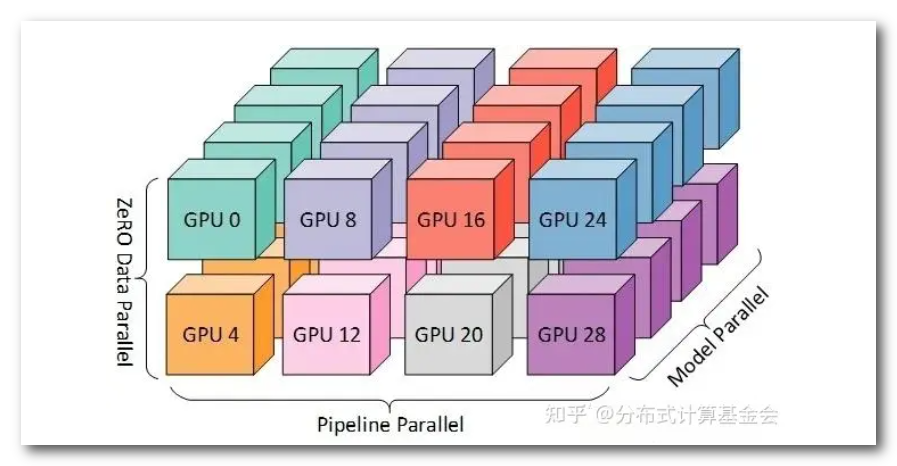 GPU 0
GPU 8
GPU 16
GPU 24
ZeRO Data Parallel
GPU 4
GPU 12
GPU 20
GPU 28
Model Parallel
Pipeline Parallel
知乎 @分布式计算基金会